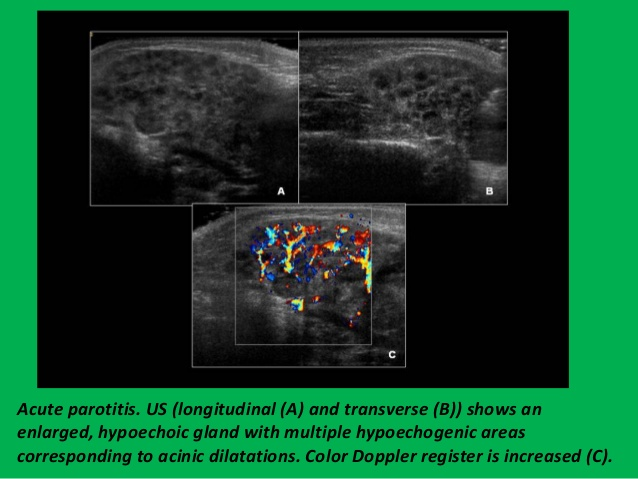 A
B
C
Acute parotitis. US (longitudinal (A) and transverse (B)) shows an
enlarged, hypoechoic gland with multiple hypoechogenic areas
corresponding to acinic dilatations. Color Doppler register is increased (C).